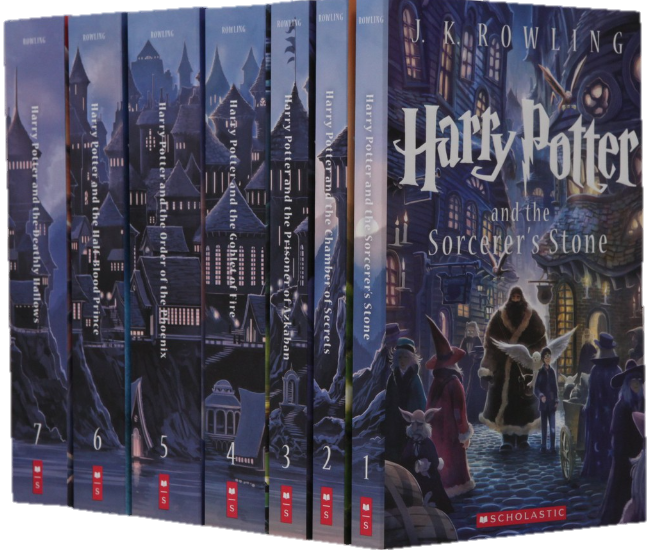 ROWLING
Harry Potter and the Deathly Hallows
7
S
ROWLING
Harry Potter and the Half-Blood Prince
6
S
ROWLING
Harry Potter and the Order of the Phoenix
5
S
ROWLING
Harry Potter and the Goblet of Fire
4
S
ROWLING
Harry Potter and the Prisoner of Azkaban
3
S
ROWLING
Harry Potter and the Chamber of Secrets
2
S
ROWLING
Harry Potter and the Sorcerer's Stone
1
S
J. K. ROWLING
Harry Potter
and the
Sorcerer's Stone
SCHOLASTIC